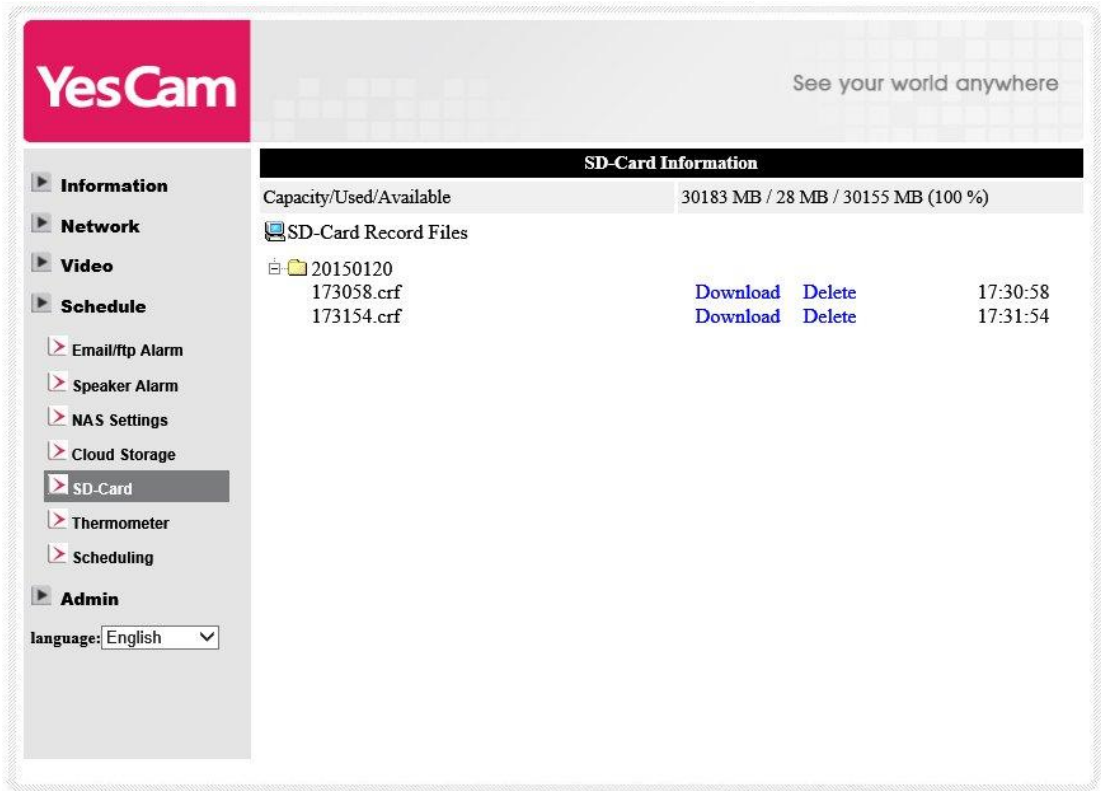 YesCam
See your world anywhere
Information
Network
Video
Schedule
Email/ftp Alarm
Speaker Alarm
NAS Settings
Cloud Storage
SD-Card
Thermometer
Scheduling
Admin
language: English
SD-Card Information
Capacity/Used/Available 30183 MB / 28 MB / 30155 MB (100 %)
SD-Card Record Files
20150120
173058.crf Download Delete 17:30:58
173154.crf Download Delete 17:31:54